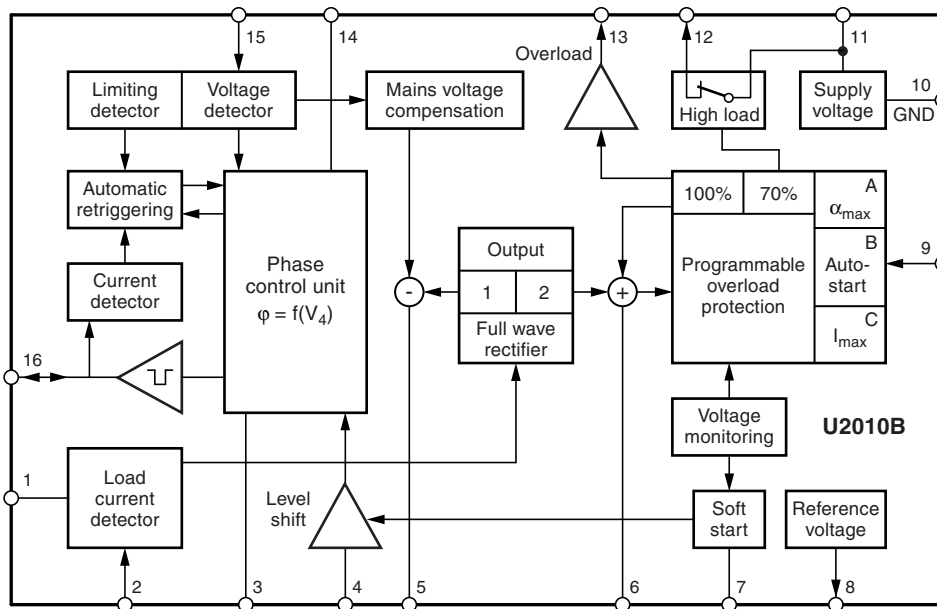 15
14
13
12
11
Overload
Limiting
detector
Voltage
detector
Mains voltage
compensation
High load
Supply
voltage
10
GND
Automatic
retriggering
Phase
control unit
φ = f(V4)
100%
70%
A
αmax
B
Auto-
start
C
Imax
9
Programmable
overload
protection
Output
1
2
Full wave
rectifier
-
+
Current
detector
16
Voltage
monitoring
U2010B
1
Load
current
detector
Level
shift
Soft
start
Reference
voltage
2
3
4
5
6
7
8